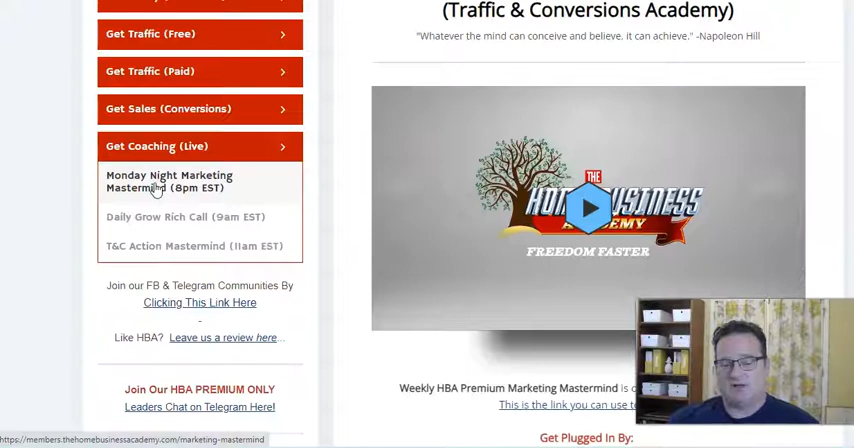 (Traffic & Conversions Academy)
"Whatever the mind can conceive and believe, it can achieve." -Napoleon Hill
Get Traffic (Free)
Get Traffic (Paid)
Get Sales (Conversions)
Get Coaching (Live)
Monday Night Marketing
Mastermind (8pm EST)
Daily Grow Rich Call (9am EST)
T&C Action Mastermind (11am EST)
Join our FB & Telegram Communities By
Clicking This Link Here
-
Like HBA? Leave us a review here...
Join Our HBA PREMIUM ONLY
Leaders Chat on Telegram Here!
THE
HOME BUSINESS
ACADEMY
FREEDOM FASTER
Weekly HBA Premium Marketing Mastermind is
This is the link you can use
Get Plugged In By:
https://members.thehomebusinessacademy.com/marketing-mastermind